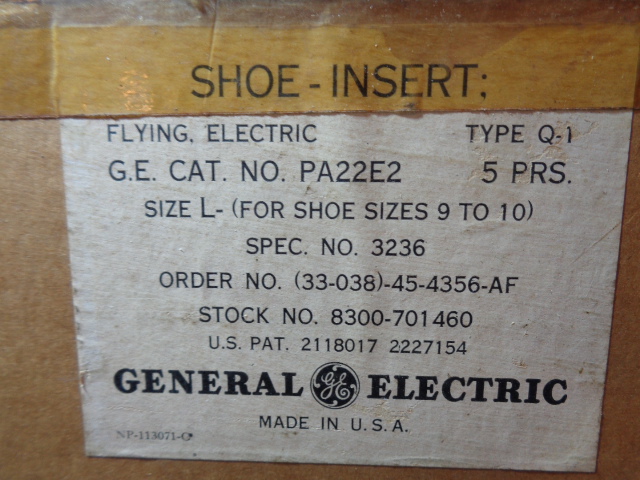 SHOE-INSERT;
FLYING, ELECTRIC TYPE Q-1
G.E. CAT. NO. PA22E2 5 PRS.
SIZE L- (FOR SHOE SIZES 9 TO 10)
SPEC. NO. 3236
ORDER NO. (33-038)-45-4356-AF
STOCK NO. 8300-701460
U.S. PAT. 2118017 2227154
GENERAL GE ELECTRIC
MADE IN U.S.A.
NP-113071-C